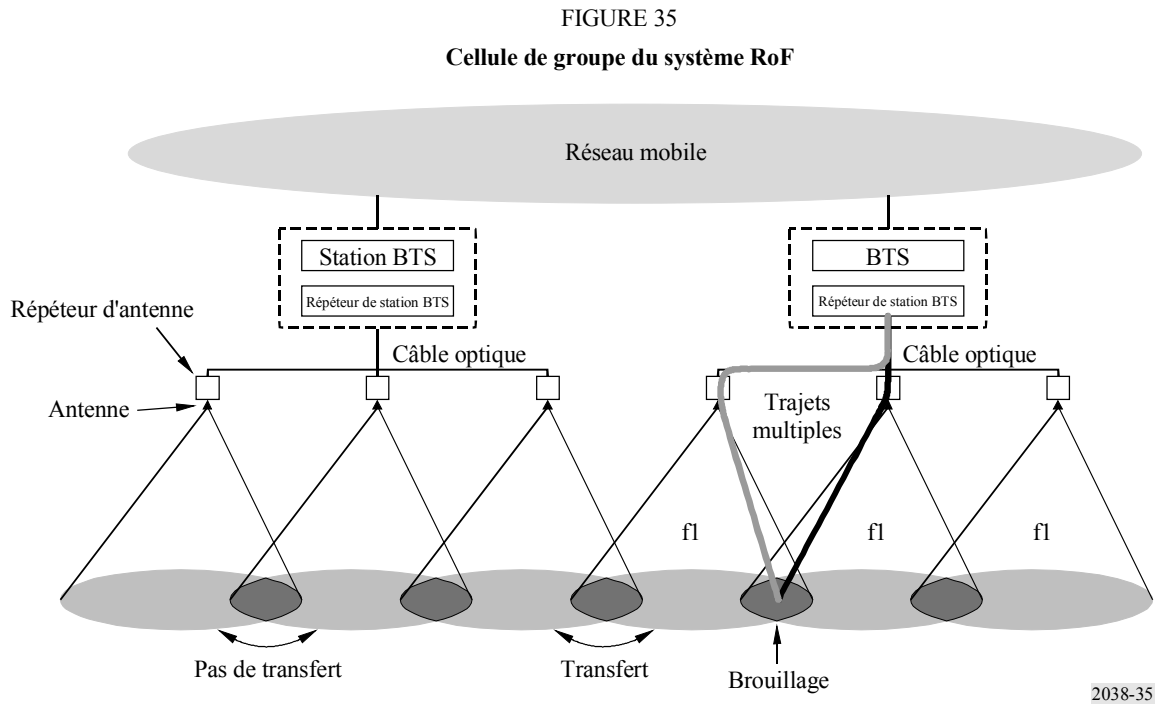 FIGURE 35
Cellule de groupe du système RoF
Réseau mobile
Station BTS
Répéteur de station BTS
BTS
Répéteur de station BTS
Répéteur d'antenne
Antenne
Câble optique
Câble optique
Trajets
multiples
f1
f1
f1
Pas de transfert
Transfert
Brouillage
2038-35